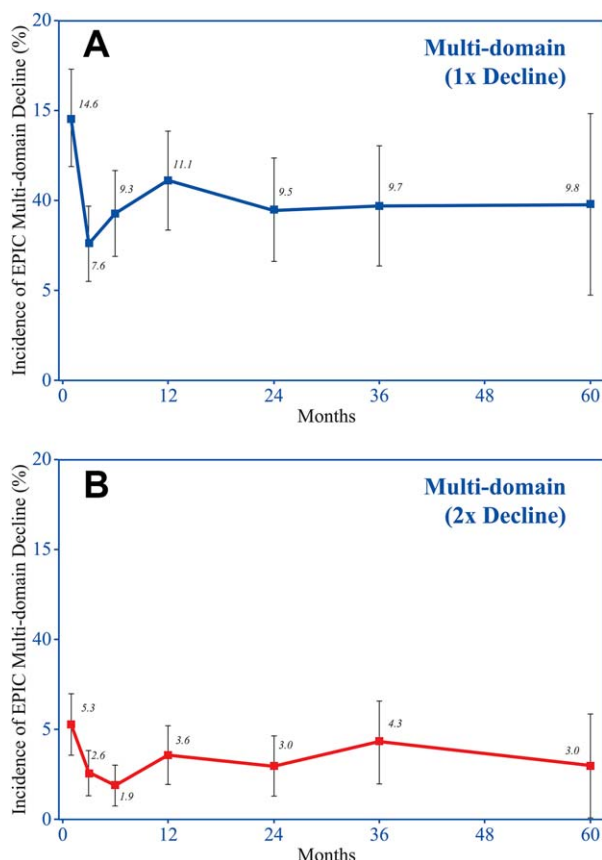 A
Multi-domain
(1x Decline)
Incidence of EPIC Multi-domain Decline (%)
20
15
40
5
0
14.6
7.6
9.3
11.1
9.5
9.7
9.8
0 12 24 36 48 60
Months
B
Multi-domain
(2x Decline)
Incidence of EPIC Multi-domain Decline (%)
20
15
40
5
0
5.3
2.6
1.9
3.6
3.0
4.3
3.0
0 12 24 36 48 60
Months